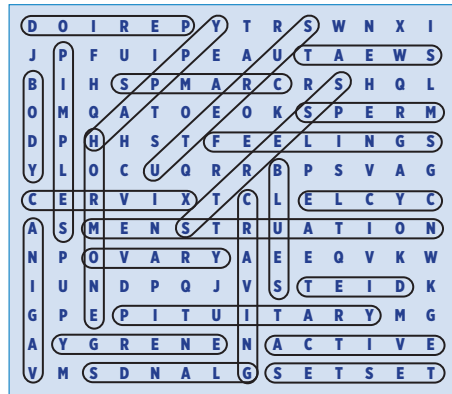 D O I R E P Y T R S W N X I
J P F U I P E A U T A E W S
B I H S P M A R C R S H Q L
O M Q A T O E O K S P E R M
D P H H S T F E E L I N G S
Y L O C U Q R R B P S V A G
C E R V I X T C L E L C Y C
A S M E N S T R U A T I O N
N P O V A R Y A E E Q V K W
I U N D P Q J V S T E I D K
G P E P I T U I T A R Y M G
A Y G R E N E N A C T I V E
V M S D N A L G S E T S E T